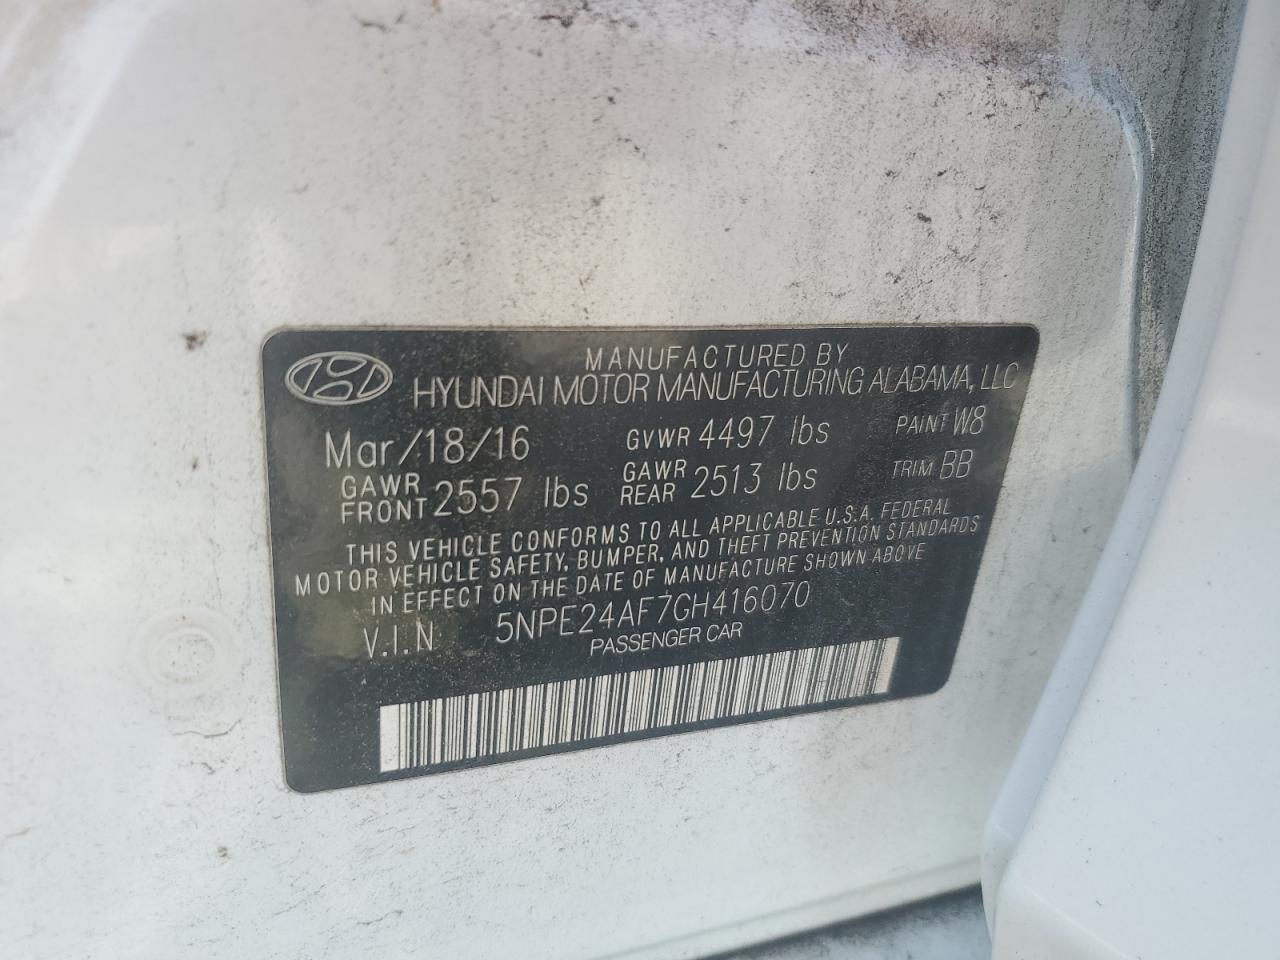 MANUFACTURED BY
HYUNDAI MOTOR MANUFACTURING ALABAMA, LLC
Mar/18/16 GVWR 4497 lbs PAINT W8
GAWR FRONT 2557 lbs GAWR REAR 2513 lbs TRIM BB
THIS VEHICLE CONFORMS TO ALL APPLICABLE U.S.A. FEDERAL
MOTOR VEHICLE SAFETY, BUMPER, AND THEFT PREVENTION STANDARDS
IN EFFECT ON THE DATE OF MANUFACTURE SHOWN ABOVE
V.I.N 5NPE24AF7GH416070
PASSENGER CAR